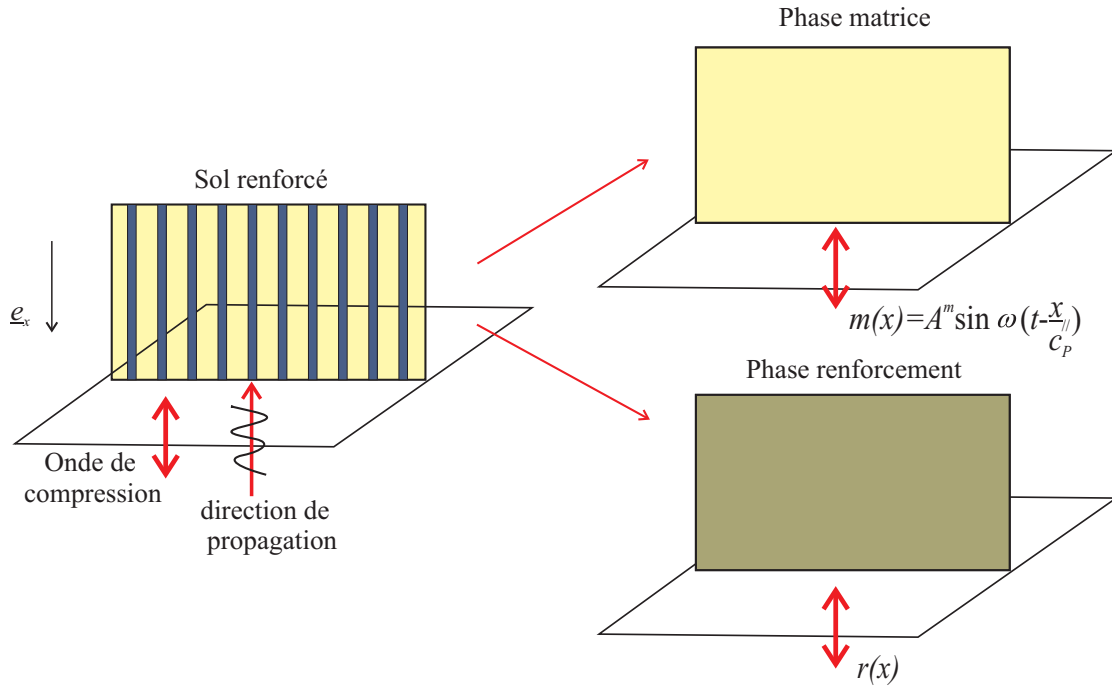 Phase matrice
Sol renforcé
e_x
m(x)=A^m sin ω(t-x/c_P^//)
Phase renforcement
Onde de
compression
direction de
propagation
r(x)